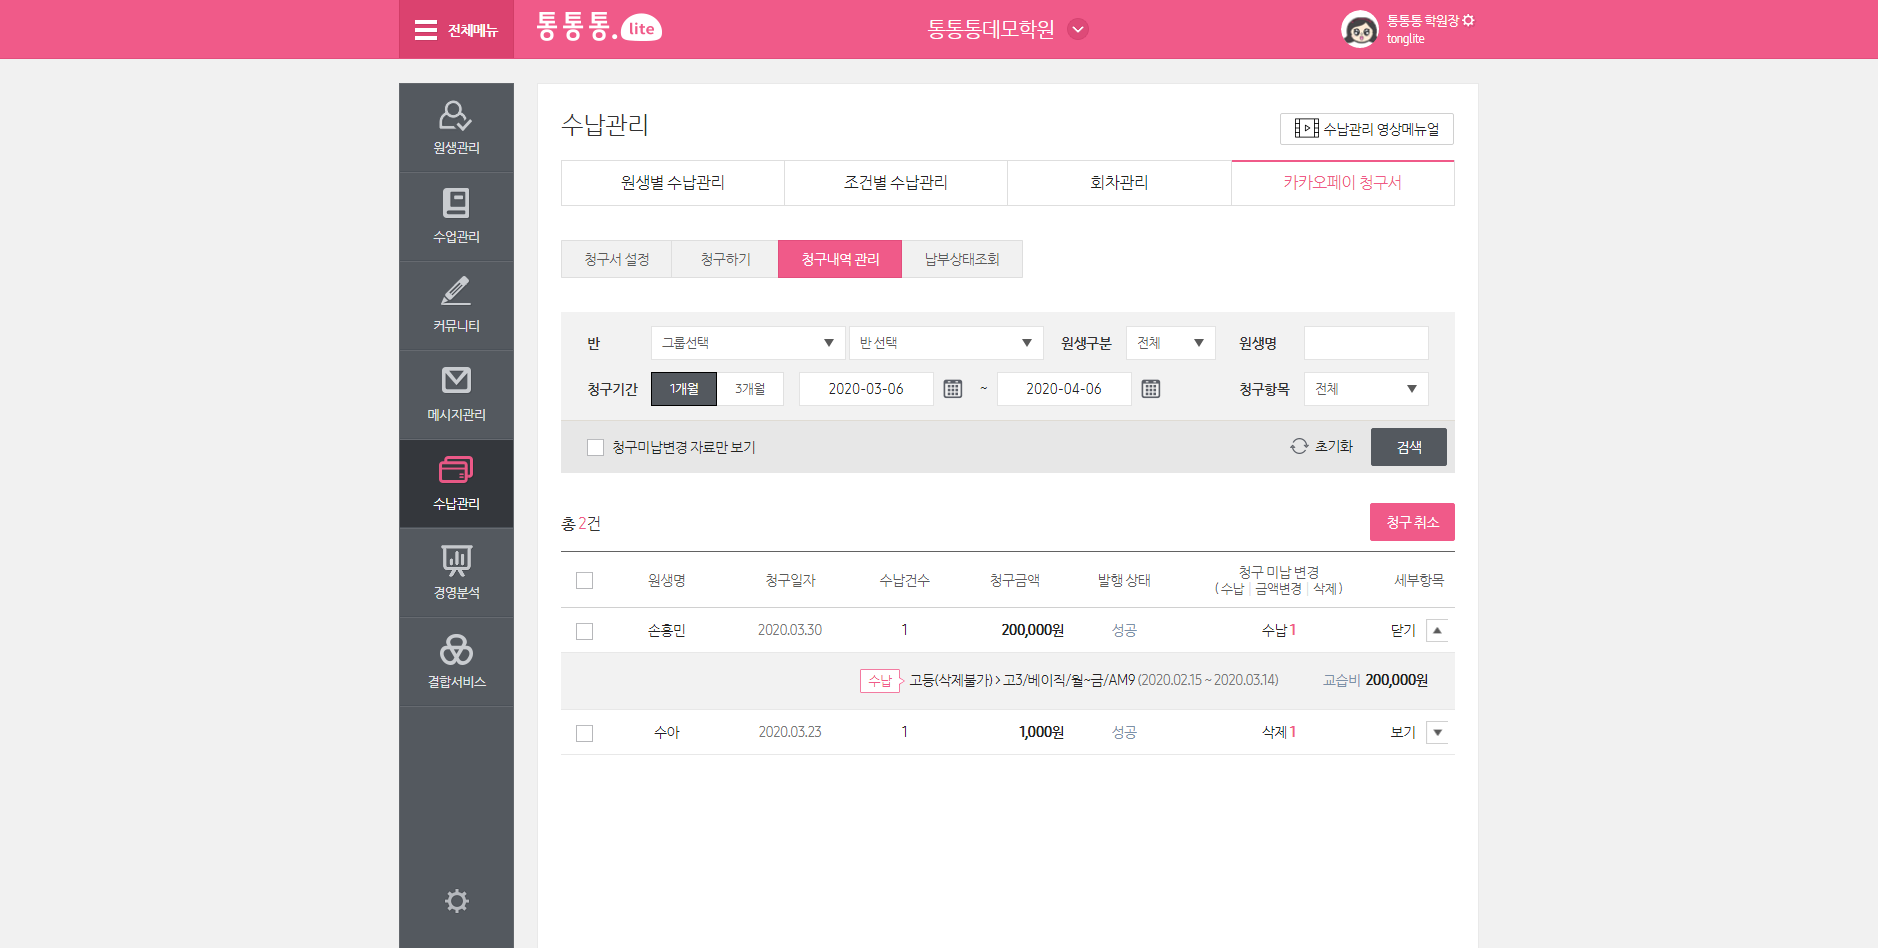 전체메뉴
통통통.lite
통통통데모학원
통통통 학원장
tonglite
원생관리
수업관리
커뮤니티
메시지관리
수납관리
경영분석
결합서비스
수납관리
수납관리 영상메뉴얼
원생별 수납관리 조건별 수납관리 회차관리 카카오페이 청구서
청구서 설정 청구하기 청구내역 관리 납부상태조회
반 그룹선택 반 선택 원생구분 전체 원생명
청구기간 1개월 3개월 2020-03-06 ~ 2020-04-06 청구항목 전체
청구미납변경 자료만 보기 초기화 검색
총 2건 청구 취소
원생명 청구일자 수납건수 청구금액 발행 상태 청구 미납 변경 세부항목
( 수납 | 금액변경 | 삭제 )
손흥민 2020.03.30 1 200,000원 성공 수납 1 닫기
수납 고등(삭제불가) > 고3/베이직/월~금/AM9 (2020.02.15 ~ 2020.03.14) 교습비 200,000원
수아 2020.03.23 1 1,000원 성공 삭제 1 보기